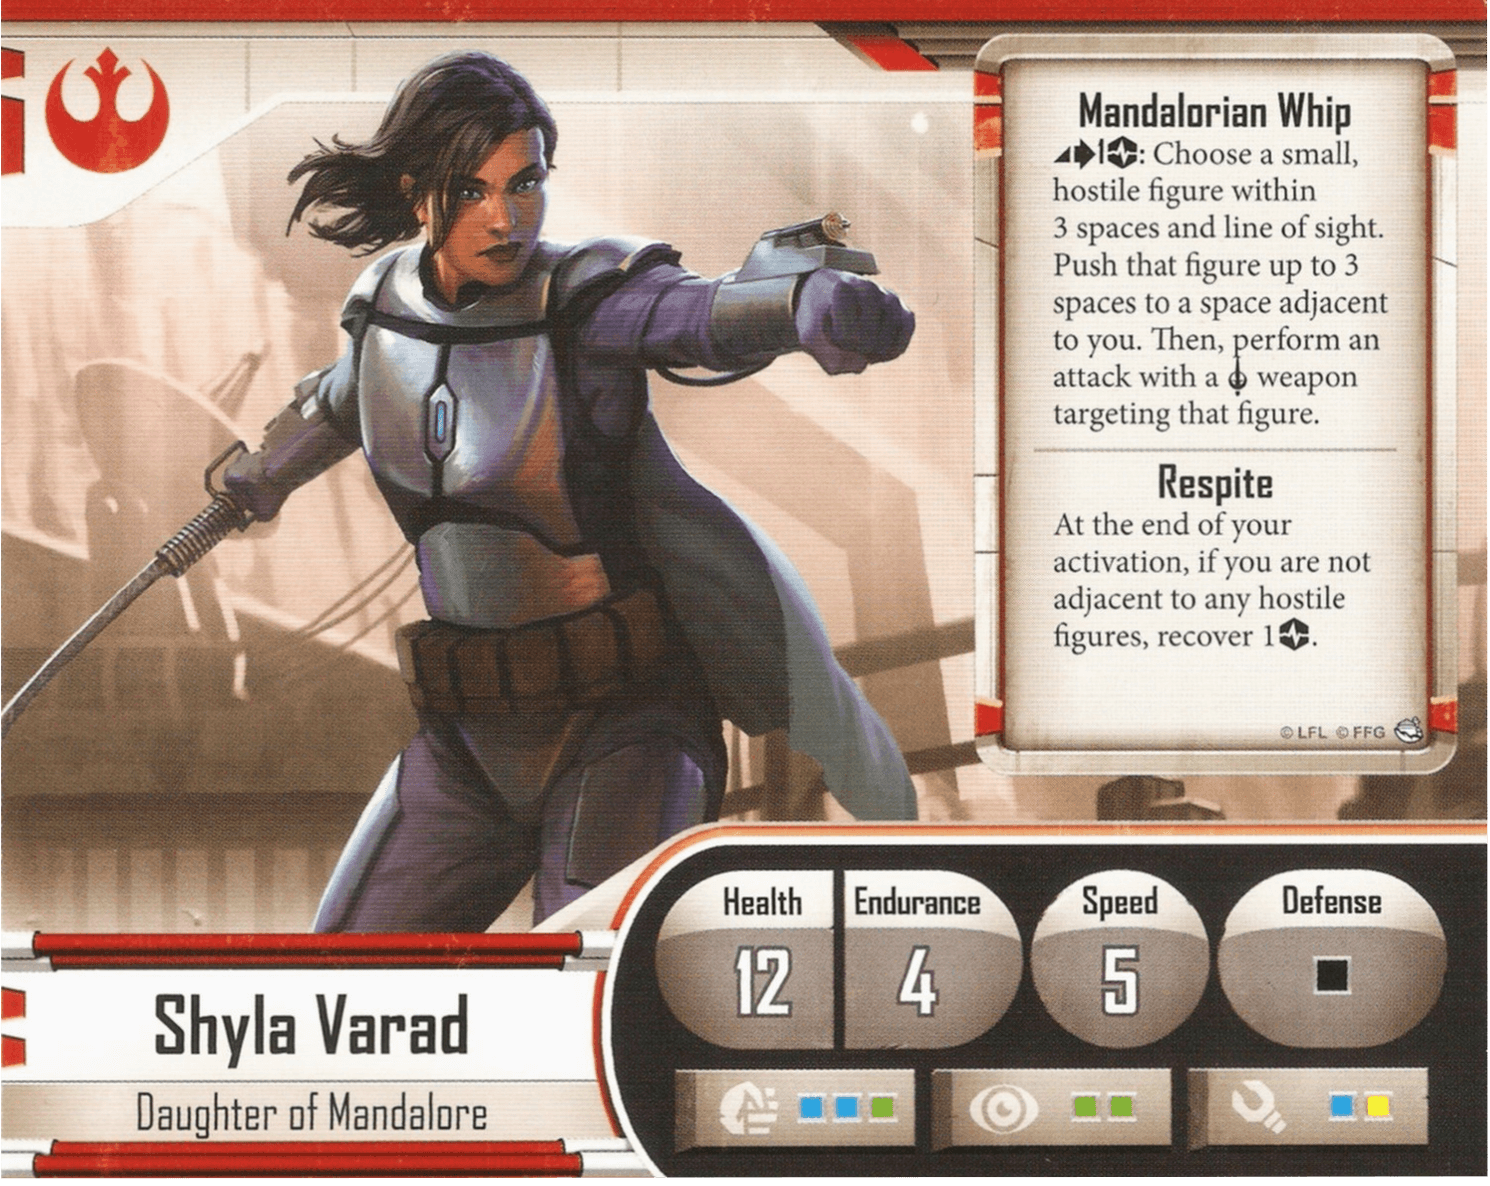 Mandalorian Whip
1: Choose a small,
hostile figure within
3 spaces and line of sight.
Push that figure up to 3
spaces to a space adjacent
to you. Then, perform an
attack with a weapon
targeting that figure.
Respite
At the end of your
activation, if you are not
adjacent to any hostile
figures, recover 1.
© LFL © FFG
Health Endurance Speed Defense
12 4 5
Shyla Varad
Daughter of Mandalore